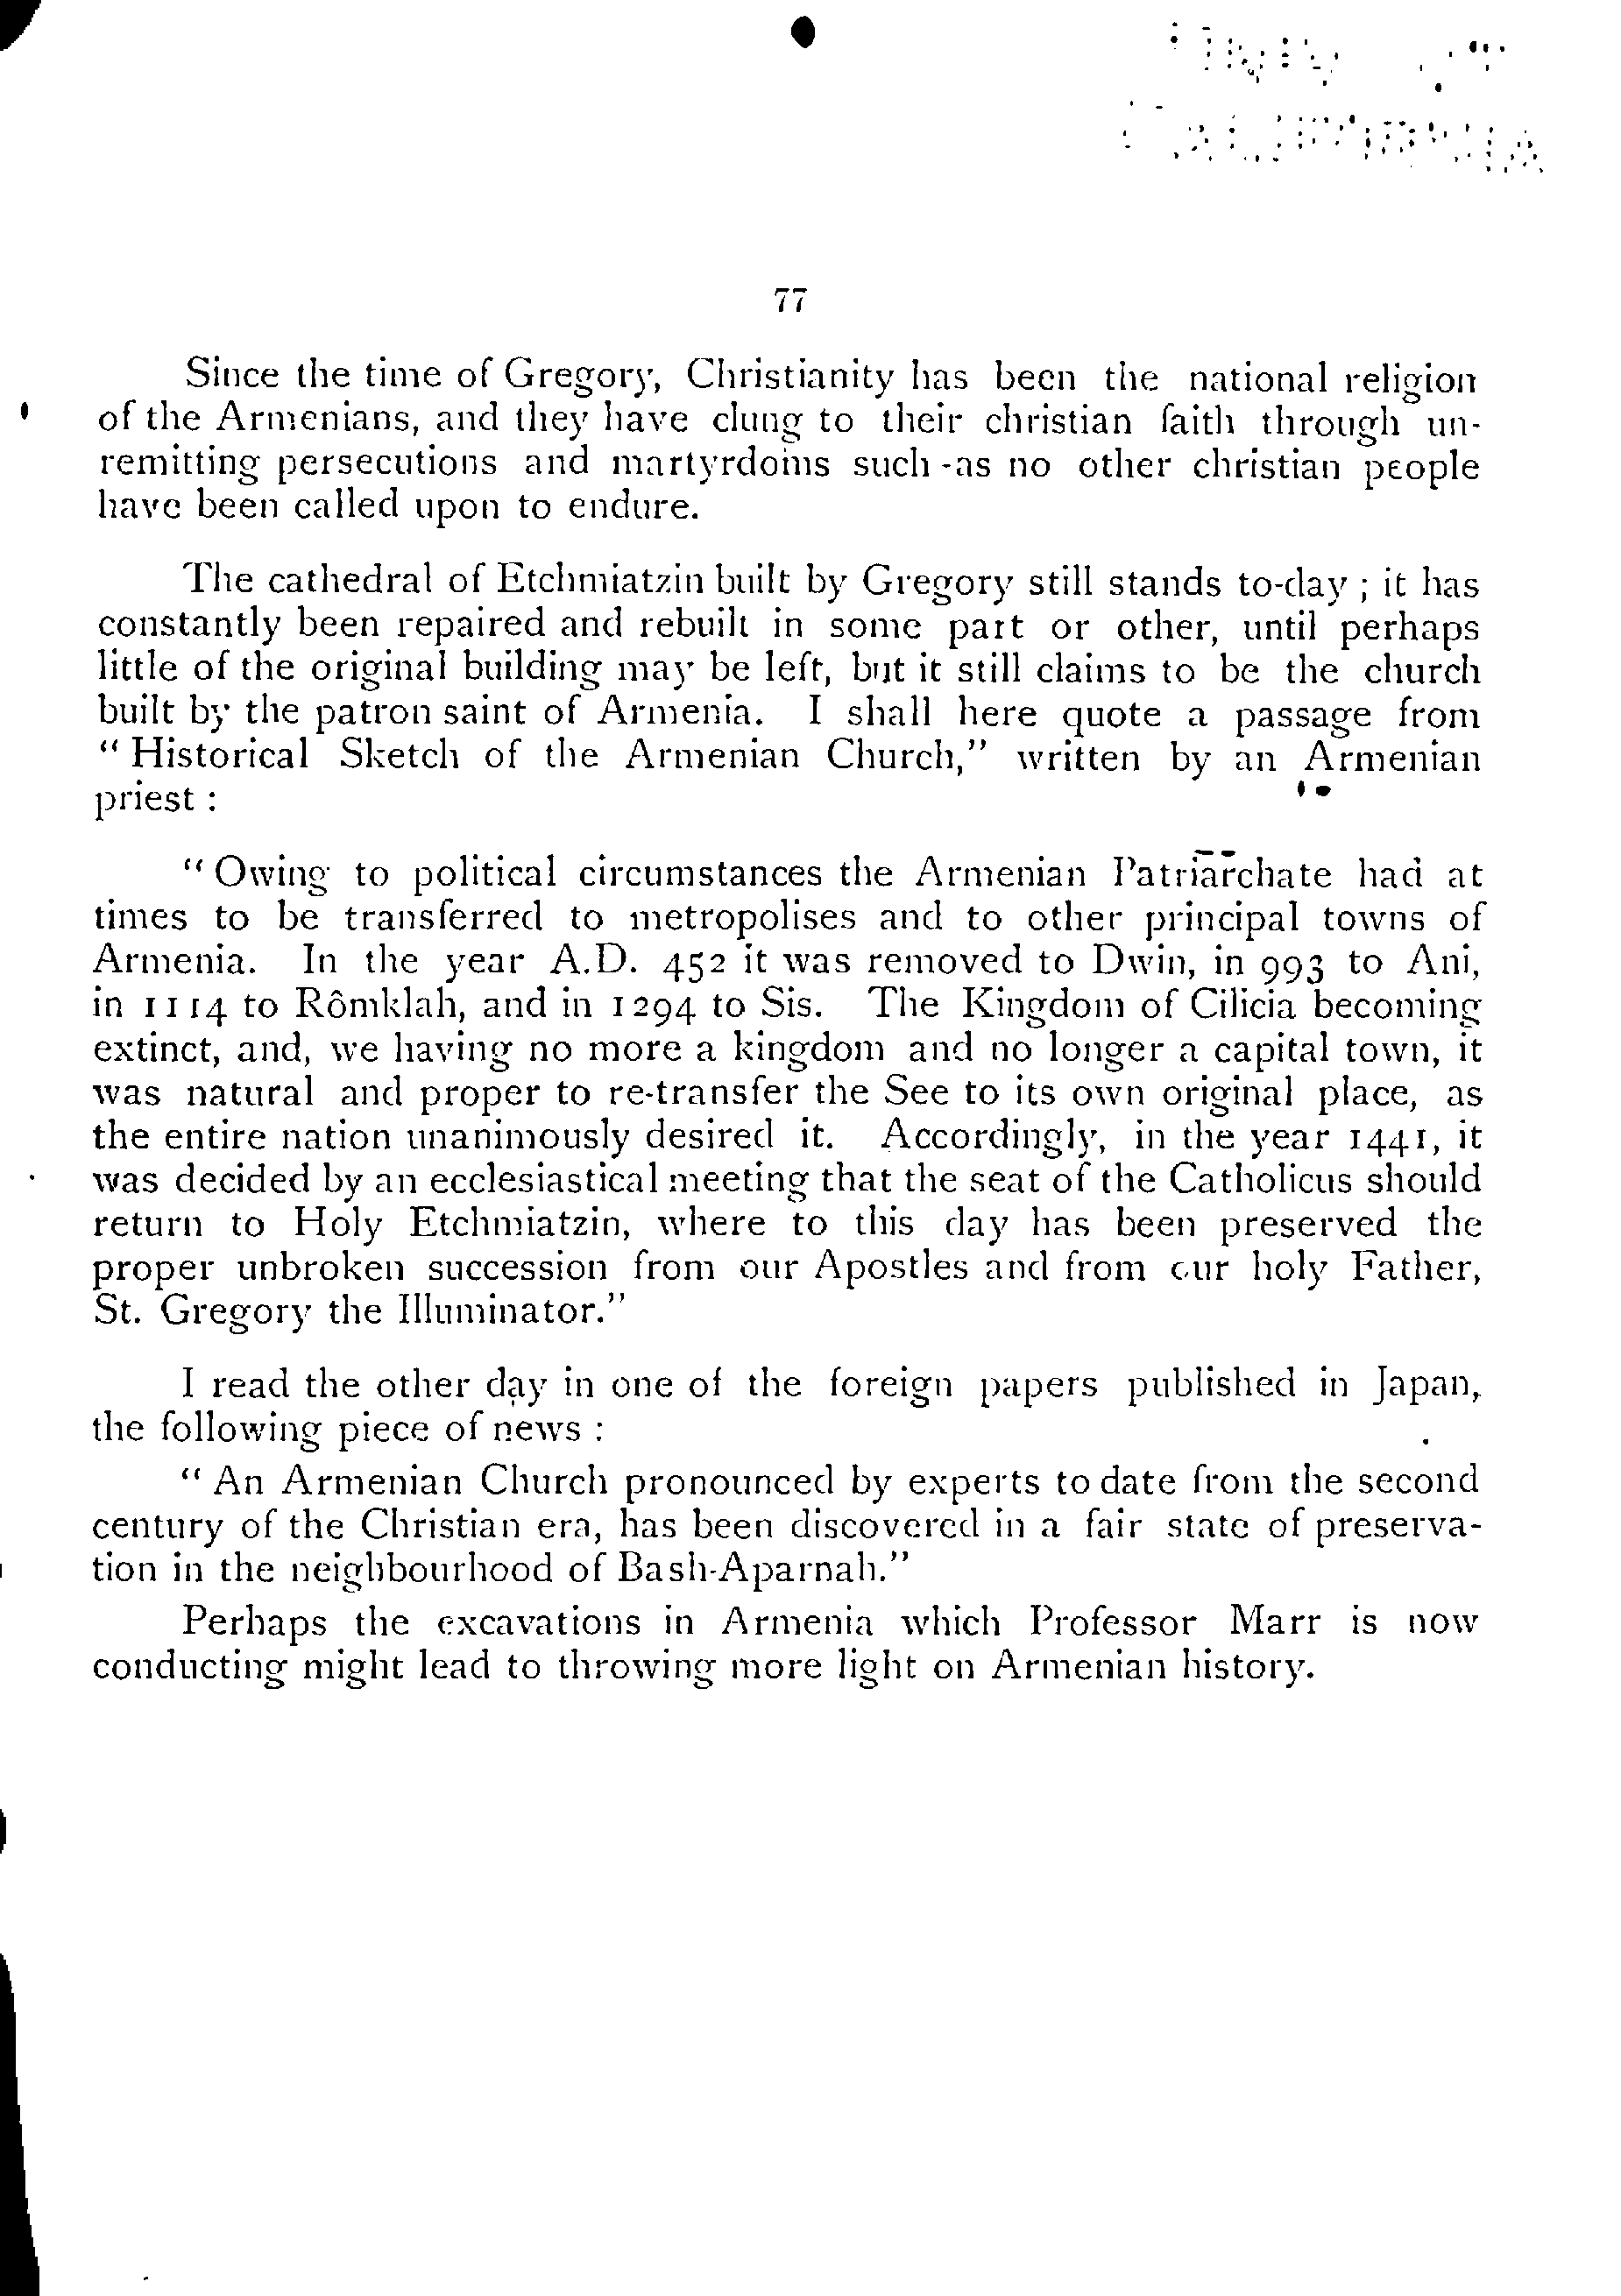 77
Since the time of Gregory, Christianity has been the national religion
of the Armenians, and they have clung to their christian faith through un-
remitting persecutions and martyrdoms such as no other christian people
have been called upon to endure.
The cathedral of Etchmiatzin built by Gregory still stands to-day ; it has
constantly been repaired and rebuilt in some part or other, until perhaps
little of the original building may be left, but it still claims to be the church
built by the patron saint of Armenia. I shall here quote a passage from
“ Historical Sketch of the Armenian Church,” written by an Armenian
priest :
“ Owing to political circumstances the Armenian Patriarchate had at
times to be transferred to metropolises and to other principal towns of
Armenia. In the year A.D. 452 it was removed to Dwin, in 993 to Ani,
in 1114 to Rômklah, and in 1294 to Sis. The Kingdom of Cilicia becoming
extinct, and, we having no more a kingdom and no longer a capital town, it
was natural and proper to re-transfer the See to its own original place, as
the entire nation unanimously desired it. Accordingly, in the year 1441, it
was decided by an ecclesiastical meeting that the seat of the Catholicus should
return to Holy Etchmiatzin, where to this day has been preserved the
proper unbroken succession from our Apostles and from our holy Father,
St. Gregory the Illuminator.”
I read the other day in one of the foreign papers published in Japan,
the following piece of news :
“ An Armenian Church pronounced by experts to date from the second
century of the Christian era, has been discovered in a fair state of preserva-
tion in the neighbourhood of Bash-Aparnah.”
Perhaps the excavations in Armenia which Professor Marr is now
conducting might lead to throwing more light on Armenian history.